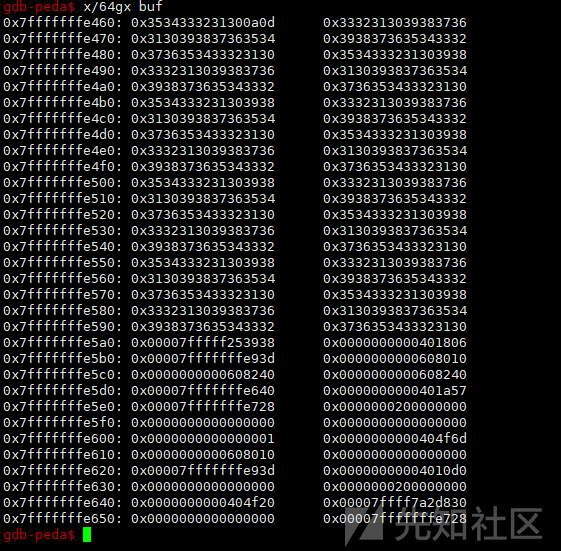 gdb-peda$ x/64gx buf
0x7fffffffe460: 0x3534333231300a0d 0x3332313039383736
0x7fffffffe470: 0x3130393837363534 0x3938373635343332
0x7fffffffe480: 0x3736353433323130 0x3534333231303938
0x7fffffffe490: 0x3332313039383736 0x3130393837363534
0x7fffffffe4a0: 0x3938373635343332 0x3736353433323130
0x7fffffffe4b0: 0x3534333231303938 0x3332313039383736
0x7fffffffe4c0: 0x3130393837363534 0x3938373635343332
0x7fffffffe4d0: 0x3736353433323130 0x3534333231303938
0x7fffffffe4e0: 0x3332313039383736 0x3130393837363534
0x7fffffffe4f0: 0x3938373635343332 0x3736353433323130
0x7fffffffe500: 0x3534333231303938 0x3332313039383736
0x7fffffffe510: 0x3130393837363534 0x3938373635343332
0x7fffffffe520: 0x3736353433323130 0x3534333231303938
0x7fffffffe530: 0x3332313039383736 0x3130393837363534
0x7fffffffe540: 0x3938373635343332 0x3736353433323130
0x7fffffffe550: 0x3534333231303938 0x3332313039383736
0x7fffffffe560: 0x3130393837363534 0x3938373635343332
0x7fffffffe570: 0x3736353433323130 0x3534333231303938
0x7fffffffe580: 0x3332313039383736 0x3130393837363534
0x7fffffffe590: 0x3938373635343332 0x3736353433323130
0x7fffffffe5a0: 0x00007fffff253938 0x0000000000401806
0x7fffffffe5b0: 0x00007fffffffe93d 0x0000000000608010
0x7fffffffe5c0: 0x0000000000608240 0x0000000000608240
0x7fffffffe5d0: 0x00007fffffffe640 0x0000000000401a57
0x7fffffffe5e0: 0x00007fffffffe728 0x0000000200000000
0x7fffffffe5f0: 0x0000000000000000 0x0000000000000000
0x7fffffffe600: 0x0000000000000001 0x0000000000404f6d
0x7fffffffe610: 0x0000000000608010 0x0000000000000000
0x7fffffffe620: 0x00007fffffffe93d 0x00000000004010d0
0x7fffffffe630: 0x0000000000000000 0x0000000200000000
0x7fffffffe640: 0x0000000000404f20 0x00007ffff7a2d830
0x7fffffffe650: 0x0000000000000000 0x00007fffffffe728
gdb-peda$
先知社区